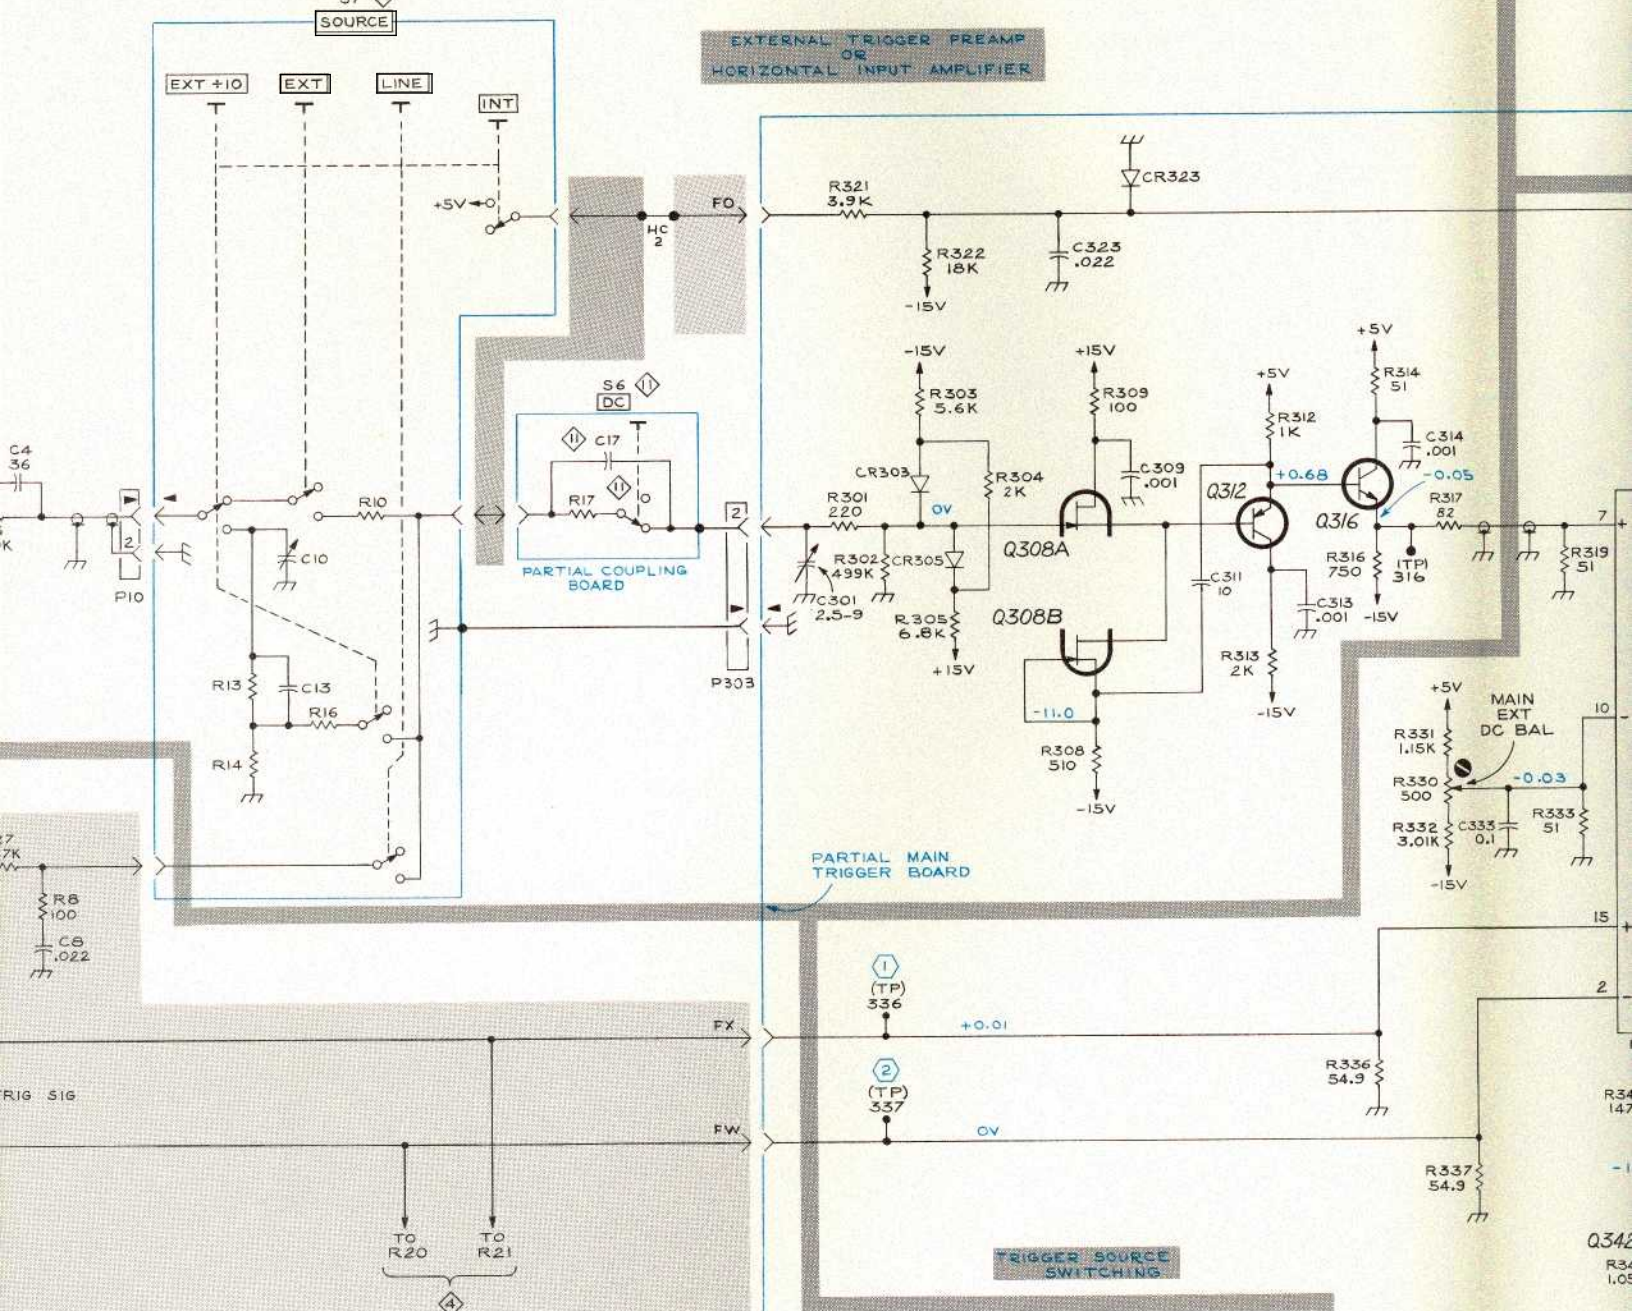 SOURCE
EXTERNAL TRIGGER PREAMP
OR
HORIZONTAL INPUT AMPLIFIER
EXT ÷10
EXT
LINE
INT
+5V
HC
2
FO
R321
3.9K
CR323
R322
18K
-15V
C323
.022
-15V
R303
5.6K
+15V
R309
100
+5V
R312
1K
+5V
R314
51
C314
.001
S6
11
DC
11
C17
R17
11
CR303
R304
2K
C309
.001
Q312
+0.68
-0.05
C4
36
R10
2
R301
220
0V
Q308A
Q316
R317
82
7
+
K
2
P10
C10
PARTIAL COUPLING
BOARD
R302
499K
CR305
C301
2.5-9
R305
6.8K
+15V
Q308B
C311
10
R316
750
-15V
(TP)
316
R319
51
C313
.001
R313
2K
-15V
P303
R13
C13
R16
R14
-11.0
R308
510
-15V
+5V
MAIN
EXT
DC BAL
10
-
R331
1.15K
R330
500
-0.03
R332
3.01K
C333
0.1
R333
51
-15V
7K
PARTIAL MAIN
TRIGGER BOARD
R8
100
C8
.022
15
+
1
(TP)
336
2
-
FX
+0.01
R336
54.9
2
(TP)
337
TRIG SIG
FW
0V
R337
54.9
TO
R20
TO
R21
4
TRIGGER SOURCE
SWITCHING
Q342